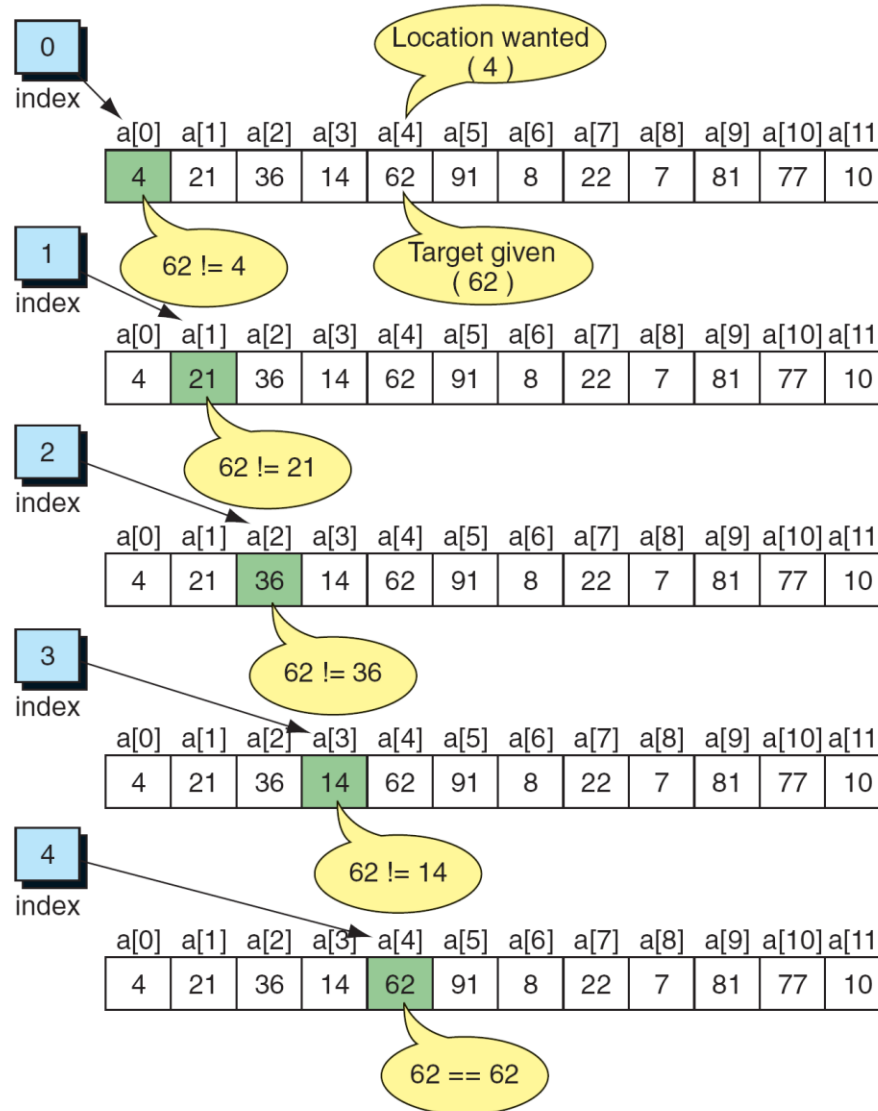 0
Location wanted
( 4 )
index
a[0] a[1] a[2] a[3] a[4] a[5] a[6] a[7] a[8] a[9] a[10] a[11
4 21 36 14 62 91 8 22 7 81 77 10
1
62 != 4
Target given
( 62 )
index
a[0] a[1] a[2] a[3] a[4] a[5] a[6] a[7] a[8] a[9] a[10] a[11
4 21 36 14 62 91 8 22 7 81 77 10
2
62 != 21
index
a[0] a[1] a[2] a[3] a[4] a[5] a[6] a[7] a[8] a[9] a[10] a[11
4 21 36 14 62 91 8 22 7 81 77 10
3
62 != 36
index
a[0] a[1] a[2] a[3] a[4] a[5] a[6] a[7] a[8] a[9] a[10] a[11
4 21 36 14 62 91 8 22 7 81 77 10
4
62 != 14
index
a[0] a[1] a[2] a[3] a[4] a[5] a[6] a[7] a[8] a[9] a[10] a[11
4 21 36 14 62 91 8 22 7 81 77 10
62 == 62